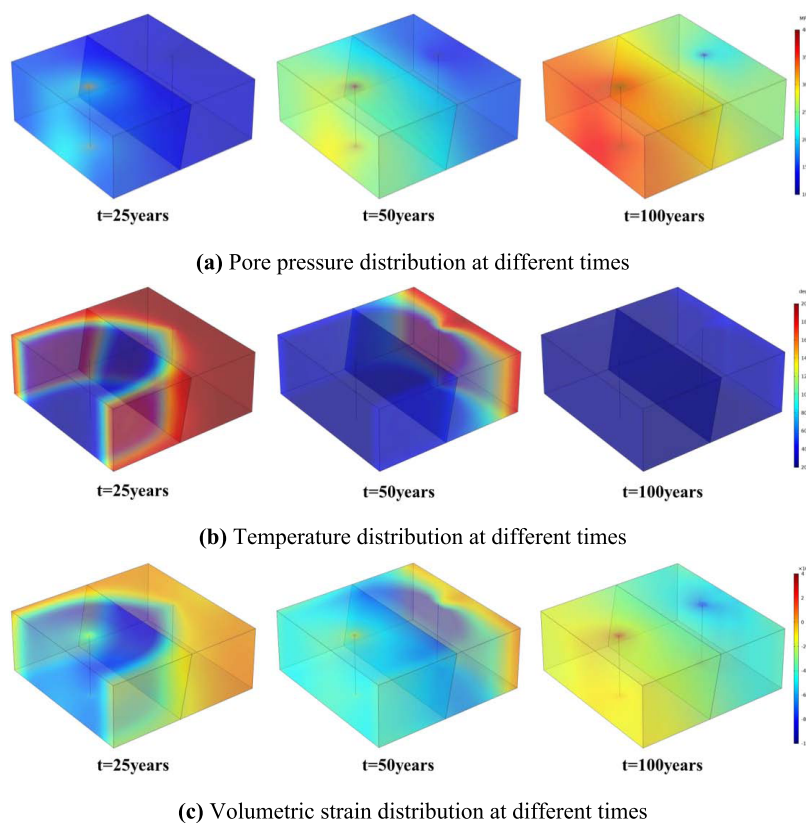 t=25years t=50years t=100years
(a) Pore pressure distribution at different times
t=25years t=50years t=100years
(b) Temperature distribution at different times
t=25years t=50years t=100years
(c) Volumetric strain distribution at different times